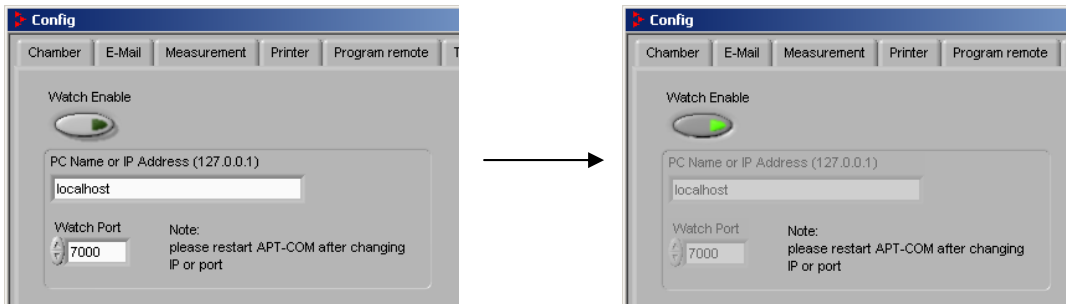 Config
Chamber E-Mail Measurement Printer Program remote T
Watch Enable
PC Name or IP Address (127.0.0.1)
localhost
Watch Port
7000
Note:
please restart APT-COM after changing
IP or port
Config
Chamber E-Mail Measurement Printer Program remote
Watch Enable
PC Name or IP Address (127.0.0.1)
localhost
Watch Port
7000
Note:
please restart APT-COM after changing
IP or port